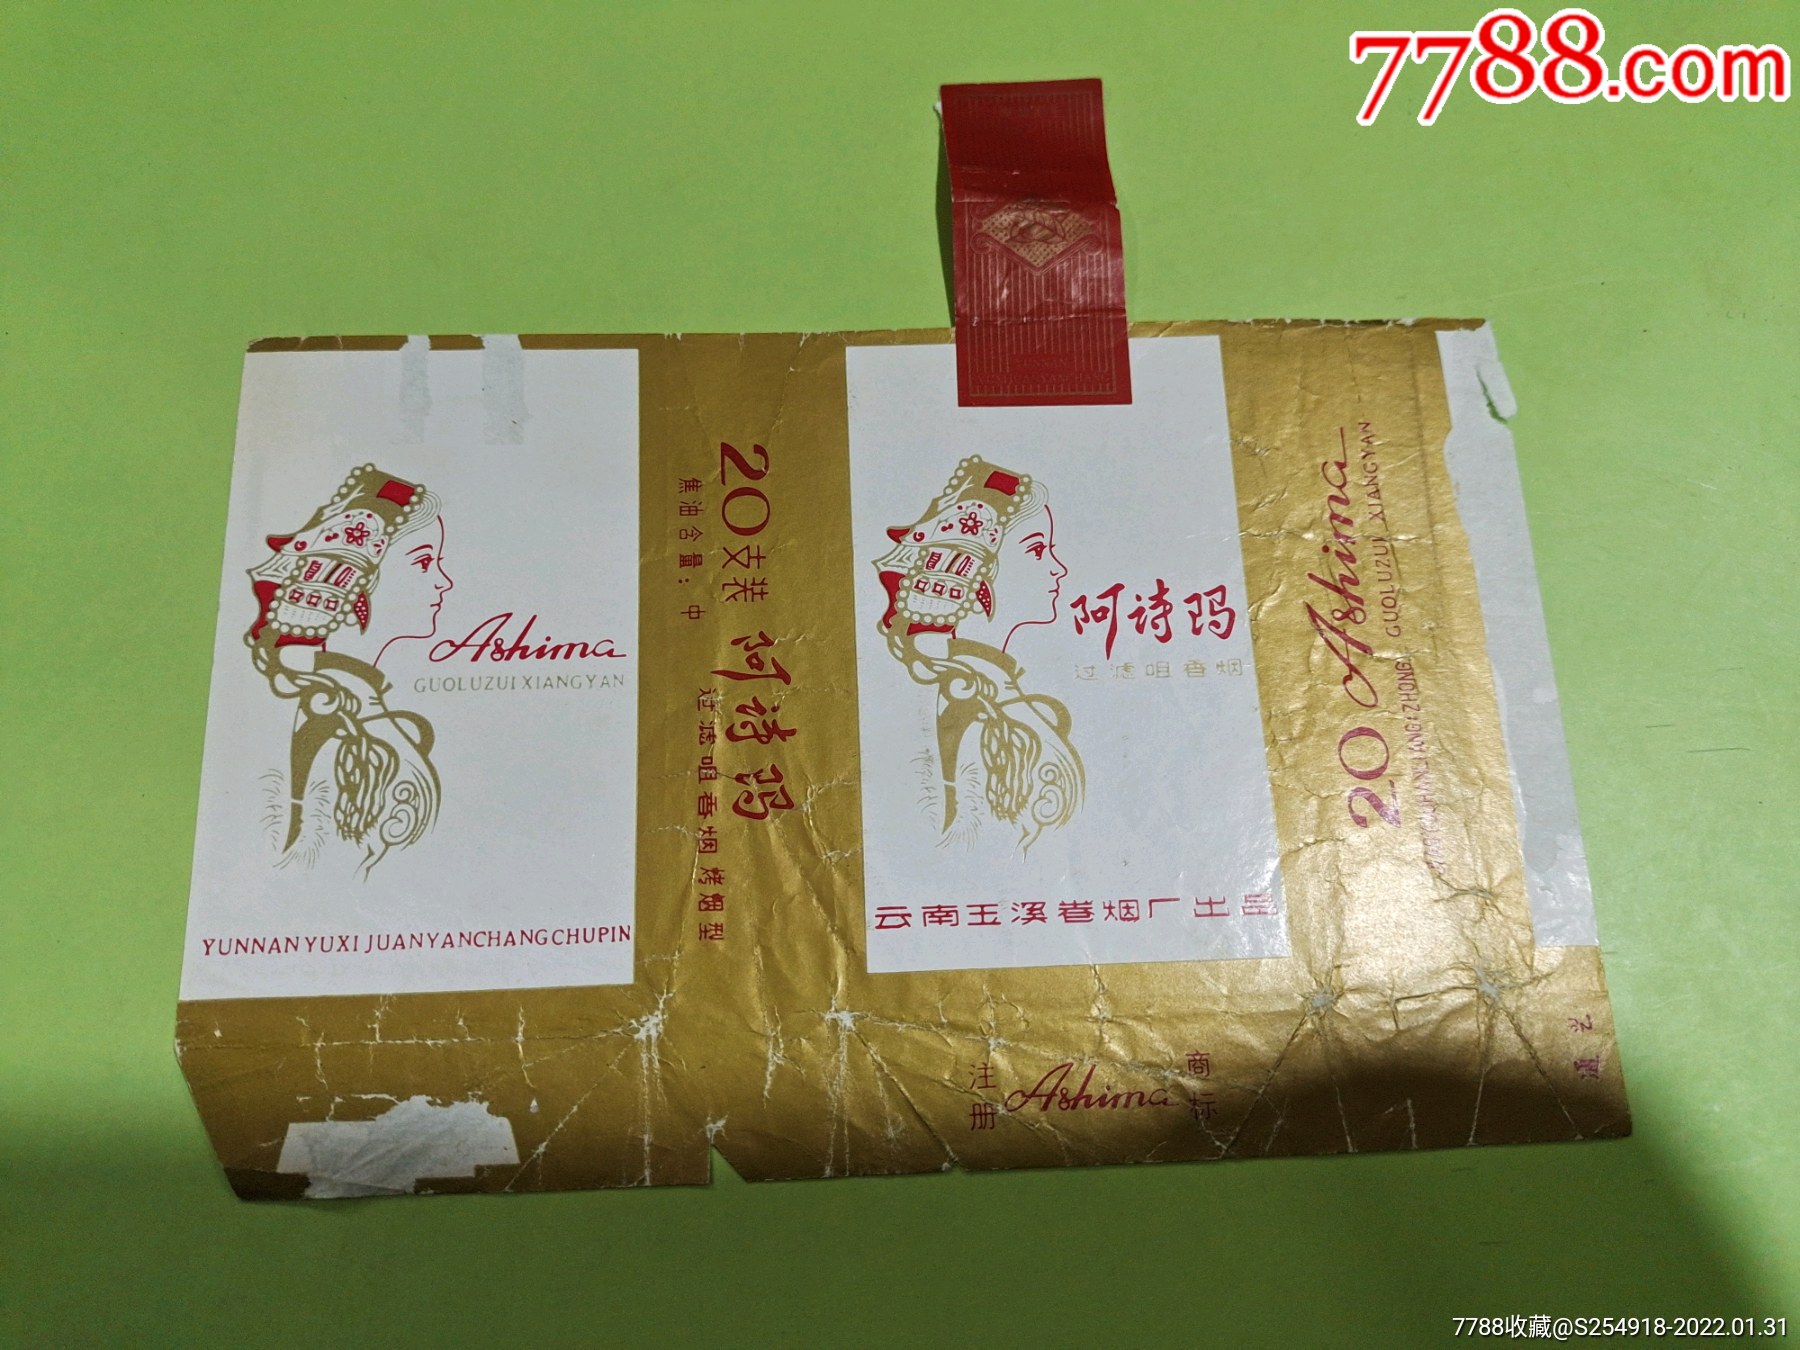 7788.com
Ashima
GUOLUZUIXIANGYAN
YUNNANYUXI JUANYANCHANGCHUPIN
20支装 阿诗玛
焦油含量：中
过滤咀香烟 烤烟型
阿诗玛
过滤咀香烟
云南玉溪卷烟厂出品
20 Ashima
GUOLUZUI XIANGYAN
注册 Ashima 商标
7788收藏@S254918-2022.01.31